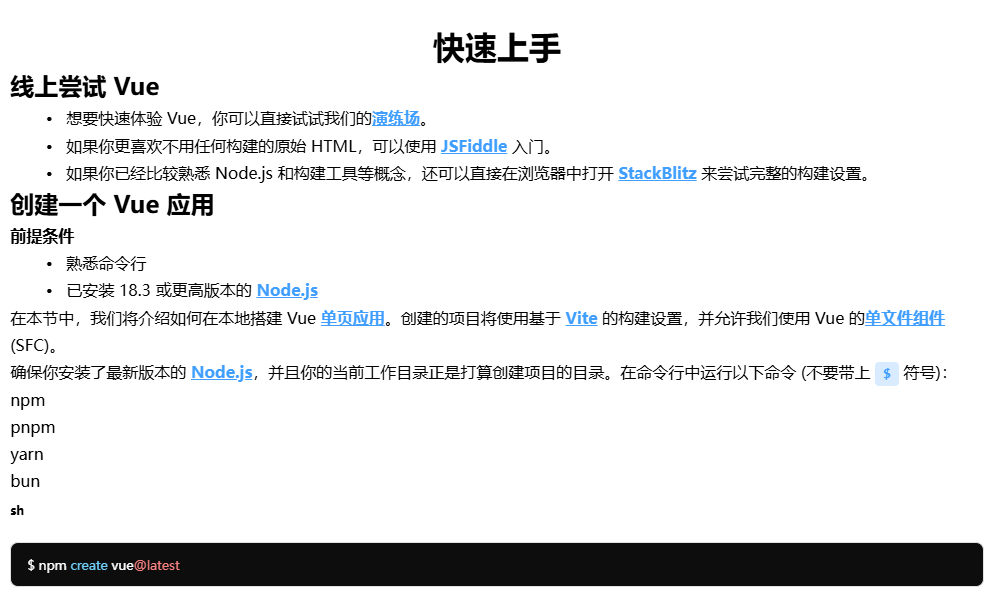 快速上手
线上尝试 Vue
• 想要快速体验 Vue，你可以直接试试我们的演练场。
• 如果你更喜欢不用任何构建的原始 HTML，可以使用 JSFiddle 入门。
• 如果你已经比较熟悉 Node.js 和构建工具等概念，还可以直接在浏览器中打开 StackBlitz 来尝试完整的构建设置。
创建一个 Vue 应用
前提条件
• 熟悉命令行
• 已安装 18.3 或更高版本的 Node.js
在本节中，我们将介绍如何在本地搭建 Vue 单页应用。创建的项目将使用基于 Vite 的构建设置，并允许我们使用 Vue 的单文件组件
(SFC)。
确保你安装了最新版本的 Node.js，并且你的当前工作目录正是打算创建项目的目录。在命令行中运行以下命令 (不要带上 $ 符号)：
npm
pnpm
yarn
bun
sh
$ npm create vue@latest